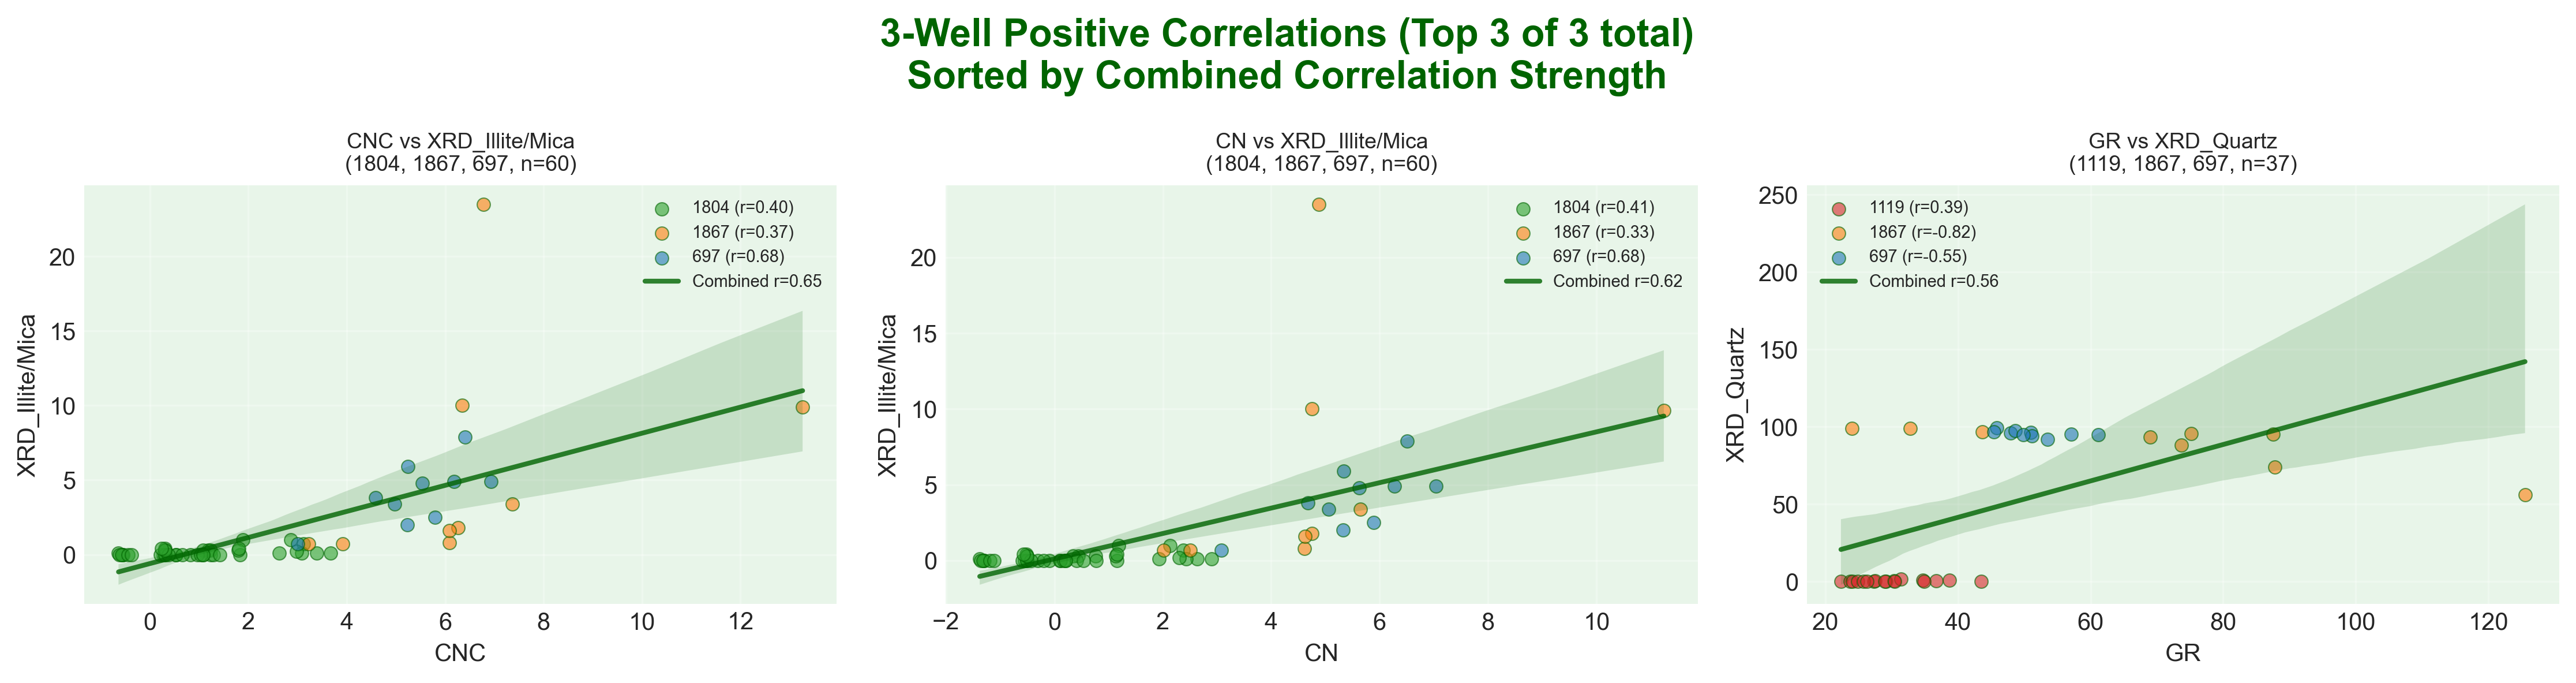 3-Well Positive Correlations (Top 3 of 3 total)
Sorted by Combined Correlation Strength
CNC vs XRD_Illite/Mica
(1804, 1867, 697, n=60)
1804 (r=0.40)
1867 (r=0.37)
697 (r=0.68)
Combined r=0.65
XRD_Illite/Mica
20
15
10
5
0
0 2 4 6 8 10 12
CNC
CN vs XRD_Illite/Mica
(1804, 1867, 697, n=60)
1804 (r=0.41)
1867 (r=0.33)
697 (r=0.68)
Combined r=0.62
XRD_Illite/Mica
20
15
10
5
0
−2 0 2 4 6 8 10
CN
GR vs XRD_Quartz
(1119, 1867, 697, n=37)
1119 (r=0.39)
1867 (r=-0.82)
697 (r=-0.55)
Combined r=0.56
XRD_Quartz
250
200
150
100
50
0
20 40 60 80 100 120
GR